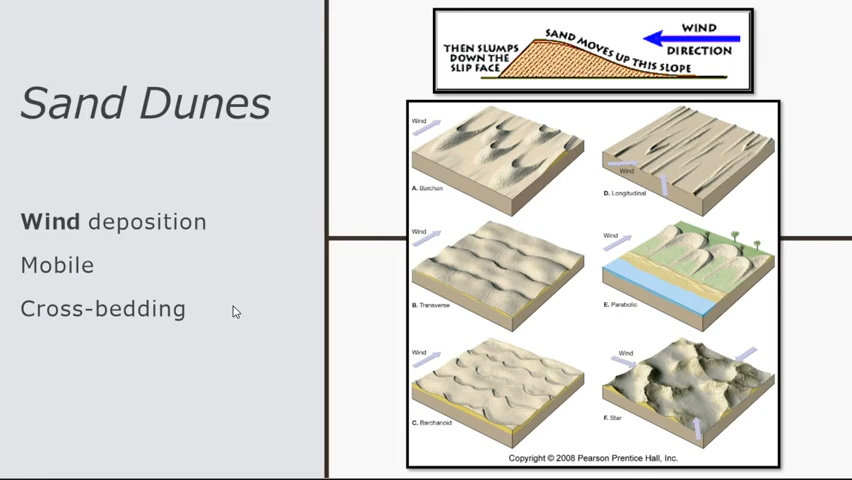 Sand Dunes
Wind deposition
Mobile
Cross-bedding
WIND
DIRECTION
SAND MOVES UP THIS SLOPE
THEN SLUMPS
DOWN THE
SLIP FACE
Wind
A. Barchan
Wind
D. Longitudinal
Wind
B. Transverse
Wind
E. Parabolic
Wind
C. Barchanoid
Wind
F. Star
Copyright © 2008 Pearson Prentice Hall, Inc.